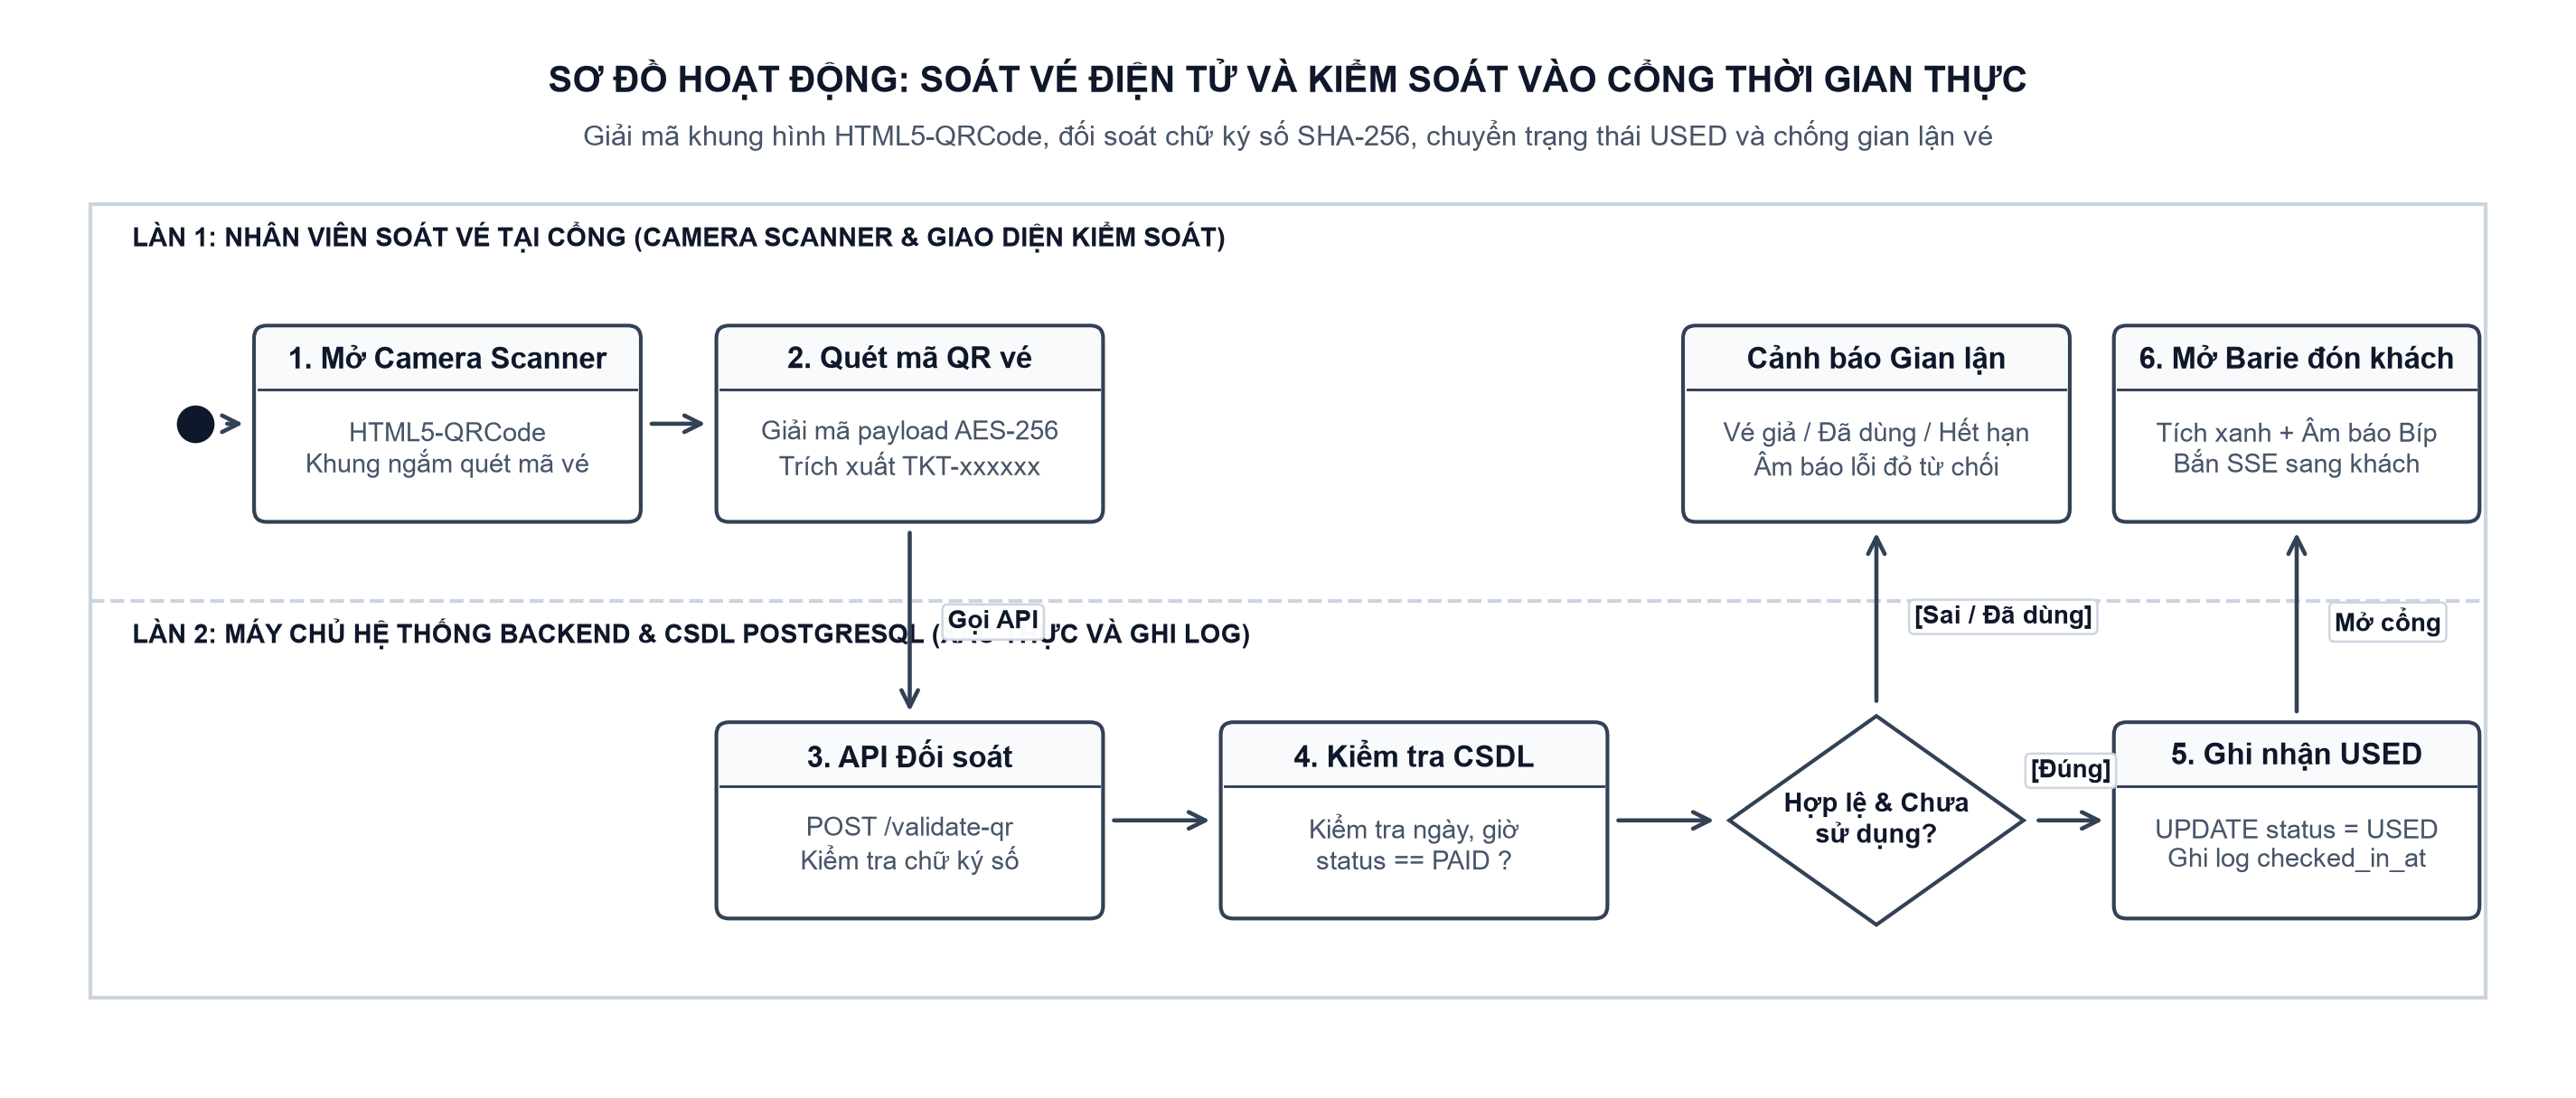 SƠ ĐỒ HOẠT ĐỘNG: SOÁT VÉ ĐIỆN TỬ VÀ KIỂM SOÁT VÀO CỔNG THỜI GIAN THỰC
Giải mã khung hình HTML5-QRCode, đối soát chữ ký số SHA-256, chuyển trạng thái USED và chống gian lận vé
LÀN 1: NHÂN VIÊN SOÁT VÉ TẠI CỔNG (CAMERA SCANNER & GIAO DIỆN KIỂM SOÁT)
1. Mở Camera Scanner
HTML5-QRCode
Khung ngắm quét mã vé
2. Quét mã QR vé
Giải mã payload AES-256
Trích xuất TKT-xxxxxx
Cảnh báo Gian lận
Vé giả / Đã dùng / Hết hạn
Âm báo lỗi đỏ từ chối
6. Mở Barie đón khách
Tích xanh + Âm báo Bíp
Bắn SSE sang khách
Gọi API
[Sai / Đã dùng]
Mở cổng
LÀN 2: MÁY CHỦ HỆ THỐNG BACKEND & CSDL POSTGRESQL ( VÀ GHI LOG)
3. API Đối soát
POST /validate-qr
Kiểm tra chữ ký số
4. Kiểm tra CSDL
Kiểm tra ngày, giờ
status == PAID ?
Hợp lệ & Chưa
sử dụng?
[Đúng]
5. Ghi nhận USED
UPDATE status = USED
Ghi log checked_in_at